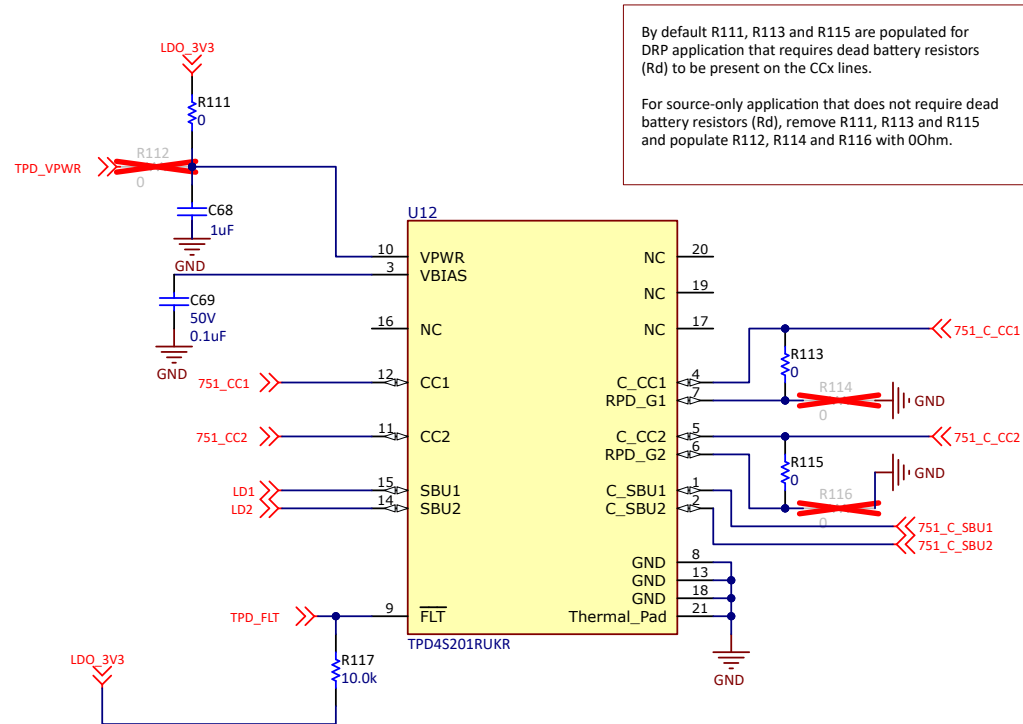 By default R111, R113 and R115 are populated for
DRP application that requires dead battery resistors
(Rd) to be present on the CCx lines.
For source-only application that does not require dead
battery resistors (Rd), remove R111, R113 and R115
and populate R112, R114 and R116 with 0Ohm.
LDO_3V3
R111
0
TPD_VPWR
R112
0
C68
1uF
GND
U12
10
VPWR
3
VBIAS
C69
50V
0.1uF
GND
16
NC
751_CC1
12
CC1
751_CC2
11
CC2
LD1
15
SBU1
LD2
14
SBU2
TPD_FLT
9
FLT
LDO_3V3
R117
10.0k
TPD4S201RUKR
NC
20
NC
19
NC
17
751_C_CC1
R113
0
C_CC1
4
RPD_G1
7
R114
0
GND
C_CC2
5
751_C_CC2
RPD_G2
6
R115
0
GND
R116
0
C_SBU1
1
C_SBU2
2
751_C_SBU1
751_C_SBU2
GND
8
GND
13
GND
18
Thermal_Pad
21
GND